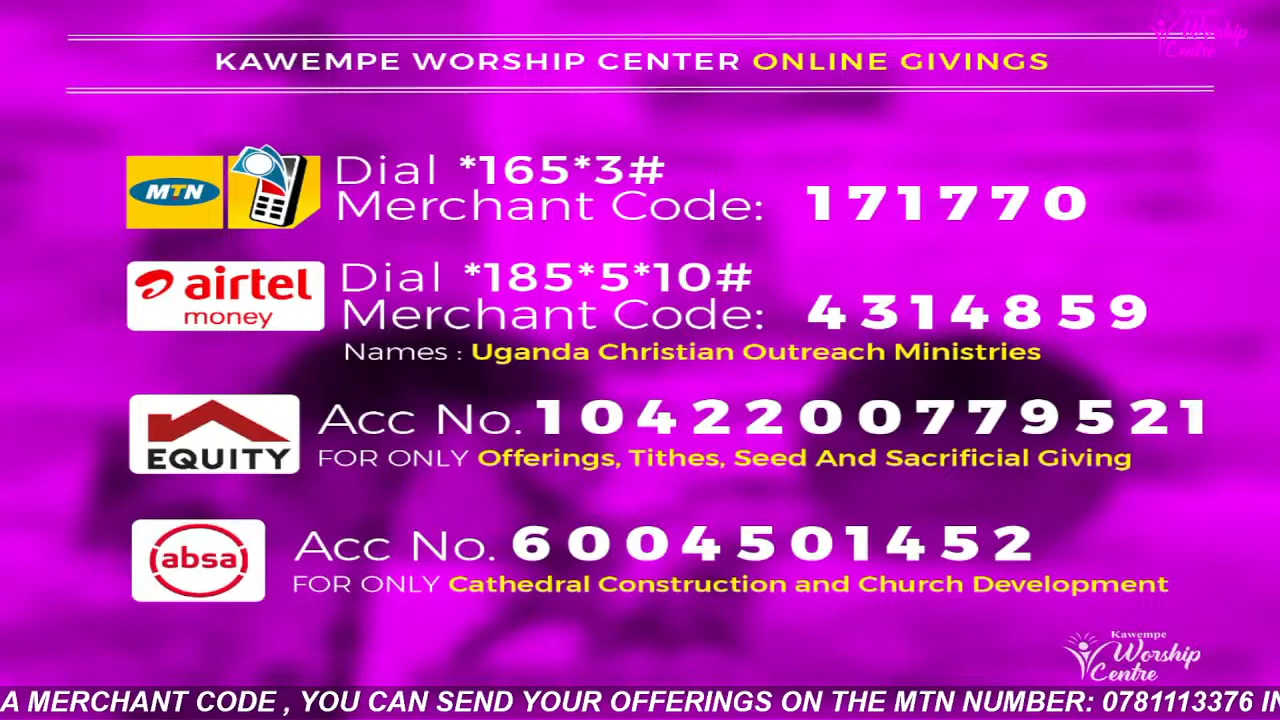 Kawempe
Worship
Centre
KAWEMPE WORSHIP CENTER ONLINE GIVINGS
MTN
Dial *165*3#
Merchant Code: 171770
airtel
money
Dial *185*5*10#
Merchant Code: 4314859
Names : Uganda Christian Outreach Ministries
EQUITY
Acc No. 1042200779521
FOR ONLY Offerings, Tithes, Seed And Sacrificial Giving
absa
Acc No. 6004501452
FOR ONLY Cathedral Construction and Church Development
Kawempe
Worship
Centre
A MERCHANT CODE , YOU CAN SEND YOUR OFFERINGS ON THE MTN NUMBER: 0781113376 I